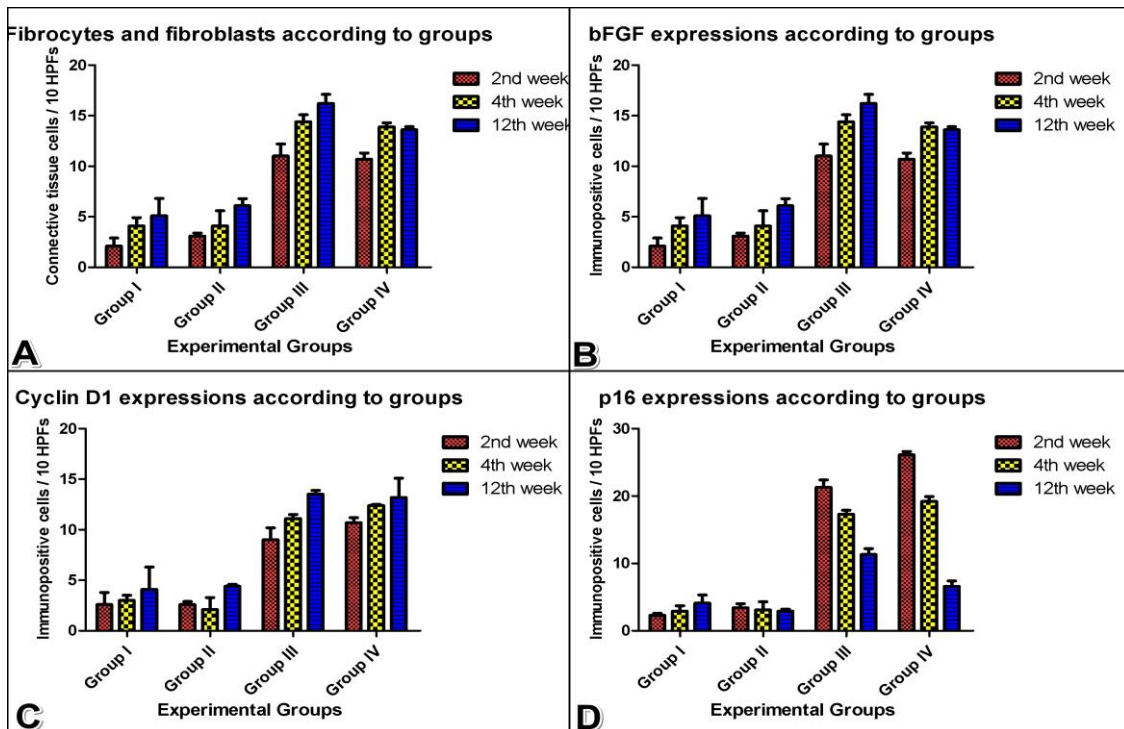 Fibrocytes and fibroblasts according to groups
Connective tissue cells / 10 HPFs
20
15
10
5
0
2nd week
4th week
12th week
Group I
Group II
Group III
Group IV
Experimental Groups
A
bFGF expressions according to groups
Immunopositive cells / 10 HPFs
20
15
10
5
0
2nd week
4th week
12th week
Group I
Group II
Group III
Group IV
Experimental Groups
B
Cyclin D1 expressions according to groups
Immunopositive cells / 10 HPFs
20
15
10
5
0
2nd week
4th week
12th week
Group I
Group II
Group III
Group IV
Experimental Groups
C
p16 expressions according to groups
Immunopositive cells / 10 HPFs
30
20
10
0
2nd week
4th week
12th week
Group I
Group II
Group III
Group IV
Experimental Groups
D